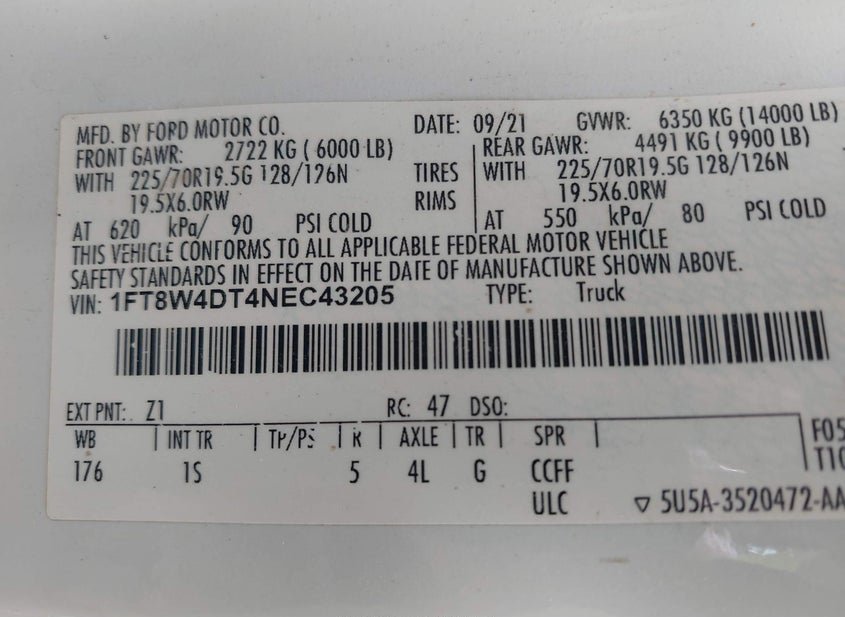 MFD. BY FORD MOTOR CO. DATE: 09/21 GVWR: 6350 KG (14000 LB)
FRONT GAWR: 2722 KG ( 6000 LB) REAR GAWR: 4491 KG ( 9900 LB)
WITH 225/70R19.5G 128/126N TIRES WITH 225/70R19.5G 128/126N
19.5X6.0RW RIMS 19.5X6.0RW
AT 620 kPa/ 90 PSI COLD AT 550 kPa/ 80 PSI COLD
THIS VEHICLE CONFORMS TO ALL APPLICABLE FEDERAL MOTOR VEHICLE
SAFETY STANDARDS IN EFFECT ON THE DATE OF MANUFACTURE SHOWN ABOVE.
VIN: 1FT8W4DT4NEC43205 TYPE: Truck
EXT PNT: Z1 RC: 47 DSO:
WB INT TR TP/PS R AXLE TR SPR F05
176 1S 5 4L G CCFF T10
ULC ▽ 5U5A-3520472-AA